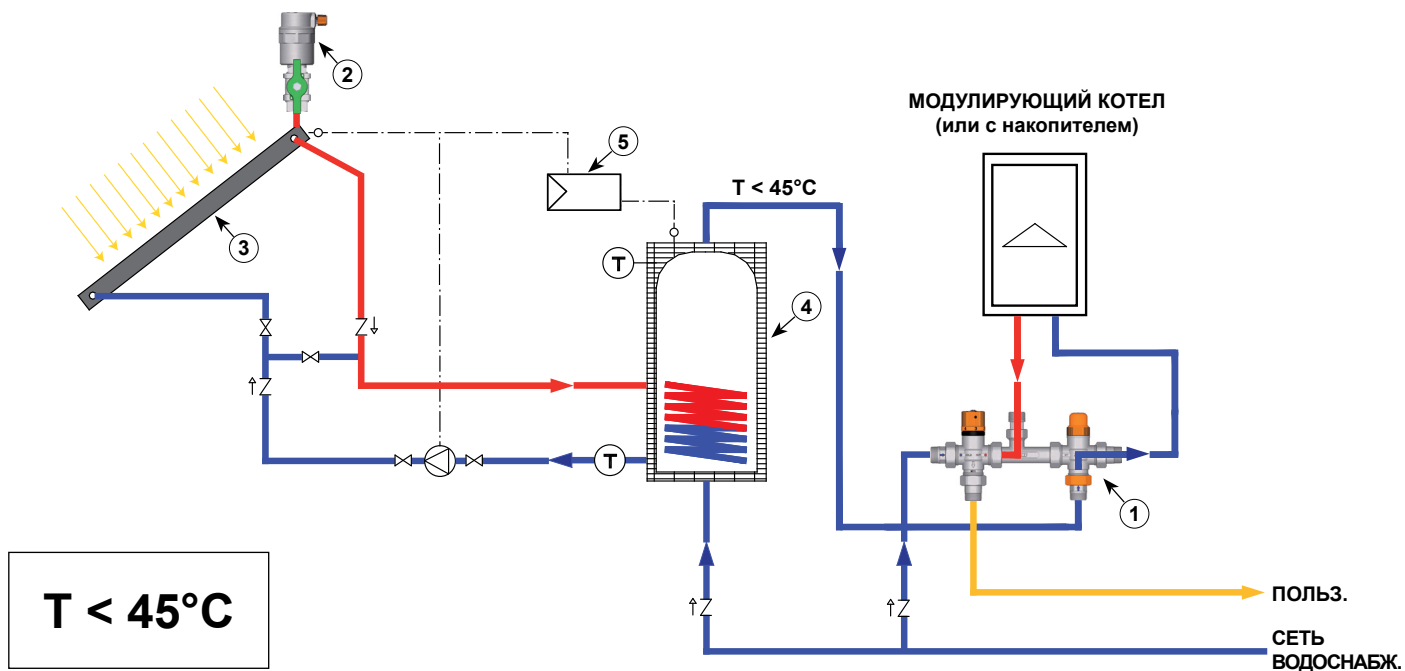 2
МОДУЛИРУЮЩИЙ КОТЕЛ
(или с накопителем)
5
T < 45°C
3
T
4
T
1
T < 45°C
ПОЛЬЗ.
СЕТЬ
ВОДОСНАБЖ.